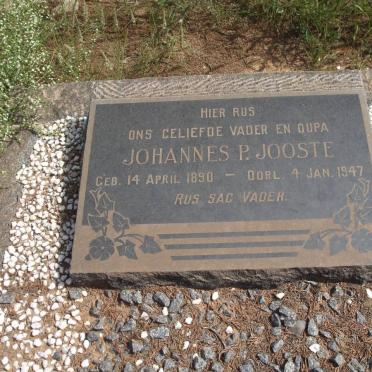 HIER RUS
ONS GELIEFDE VADER EN OUPA
JOHANNES P. JOOSTE
GEB. 14 APRIL 1890 – OORL. 4 JAN. 1947
RUS SAG VADER.